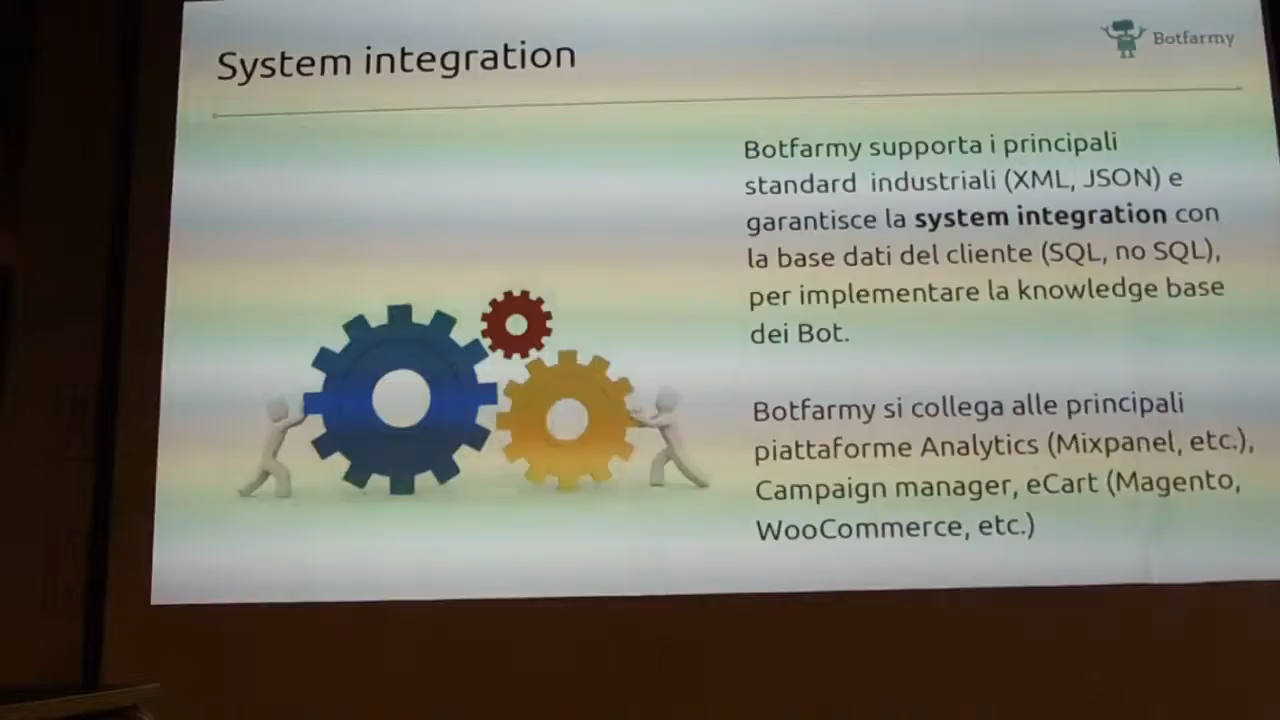 System integration
Botfarmy
Botfarmy supporta i principali
standard industriali (XML, JSON) e
garantisce la system integration con
la base dati del cliente (SQL, no SQL),
per implementare la knowledge base
dei Bot.
Botfarmy si collega alle principali
piattaforme Analytics (Mixpanel, etc.),
Campaign manager, eCart (Magento,
WooCommerce, etc.)